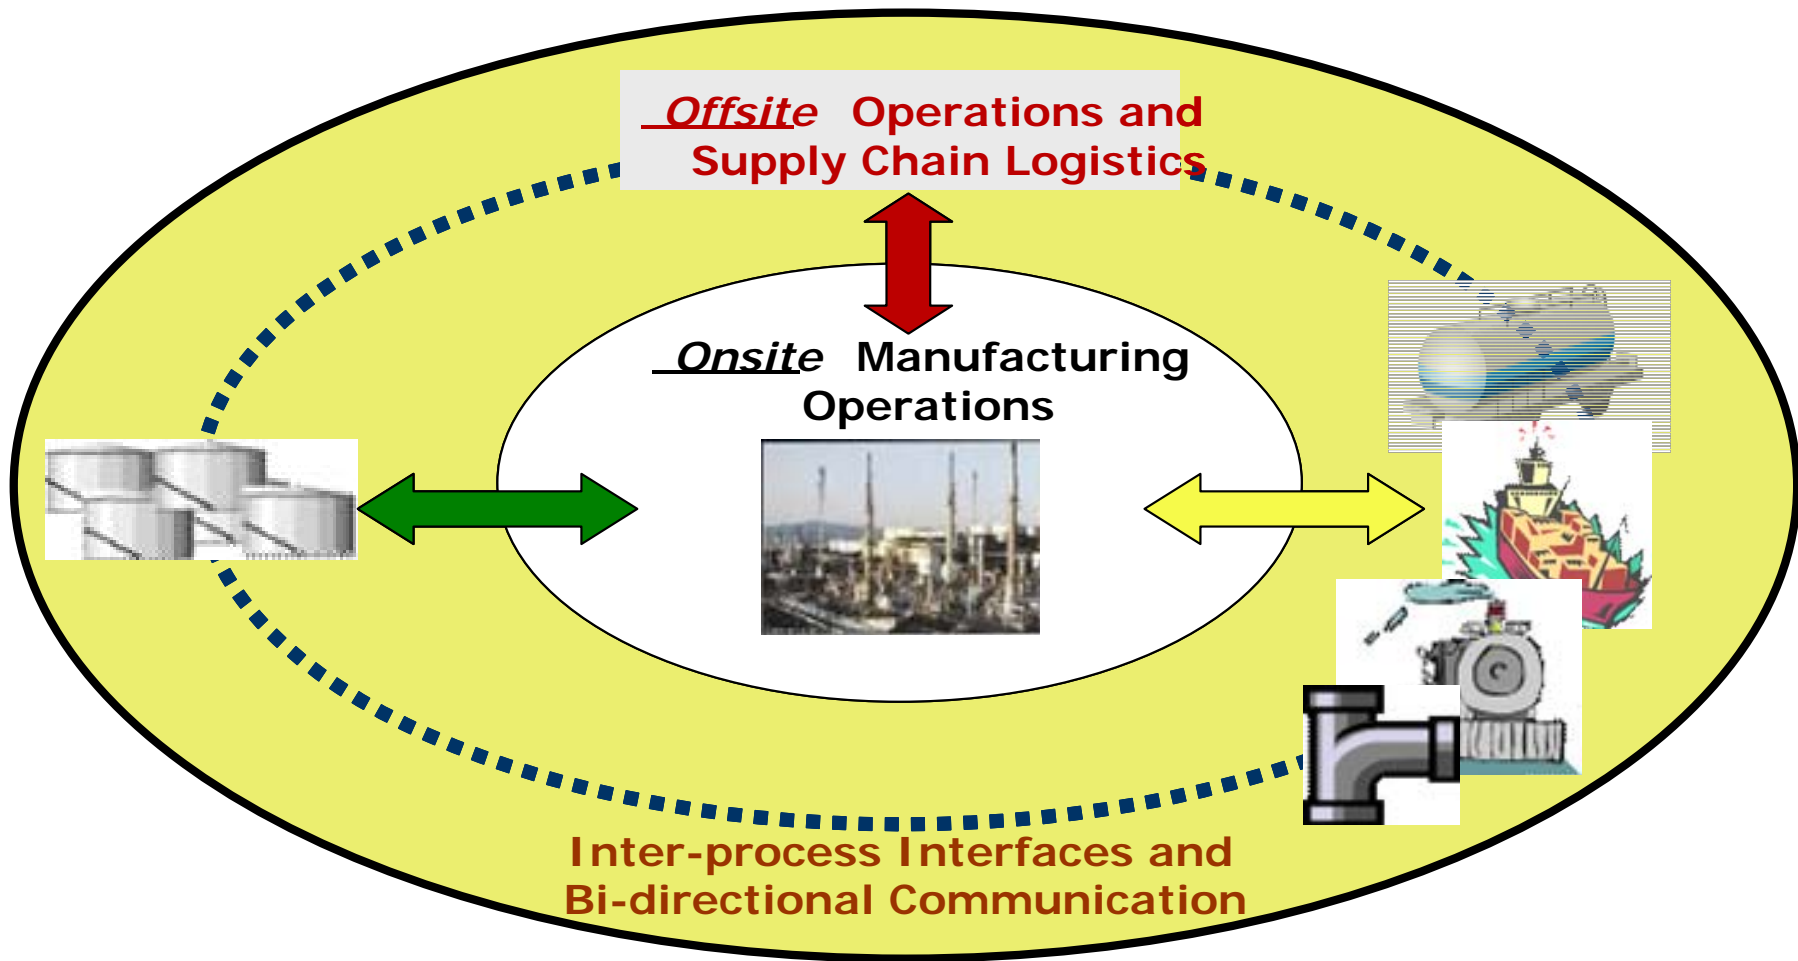 Offsite Operations and
Supply Chain Logistics
Onsite Manufacturing
Operations
Inter-process Interfaces and
Bi-directional Communication